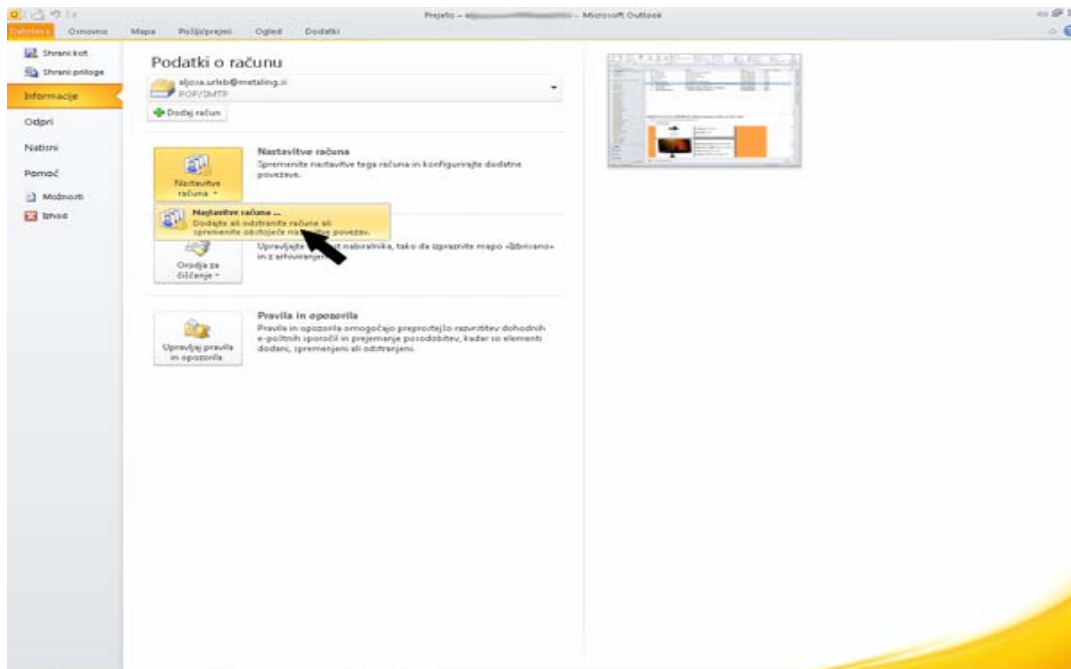 Prejeto – – Microsoft Outlook
Datoteka Osnovno Mapa Pošlji/prejmi Ogled Dodatki
Shrani kot
Shrani priloge
Informacije
Odpri
Natisni
Pomoč
Možnosti
Izhod
Podatki o računu
aljosa.urleb@metaling.si
POP/SMTP
Dodaj račun
Nastavitve računa
Nastavitve računa
Spremenite nastavitve tega računa in konfigurirajte dodatne povezave.
Nastavitve računa ...
Dodajte ali odstranite račune ali
spremenite obstoječe nastavitve povezav.
Orodja za čiščenje
Upravljajte nabiralnika, tako da izpraznite mapo »Izbrisano«
in z arhiviranjem
Upravljaj pravila in opozorila
Pravila in opozorila
Pravila in opozorila omogočajo preprostejšo razvrstitev dohodnih
e-poštnih sporočil in prejemanje posodobitev, kadar so elementi
dodani, spremenjeni ali odstranjeni.